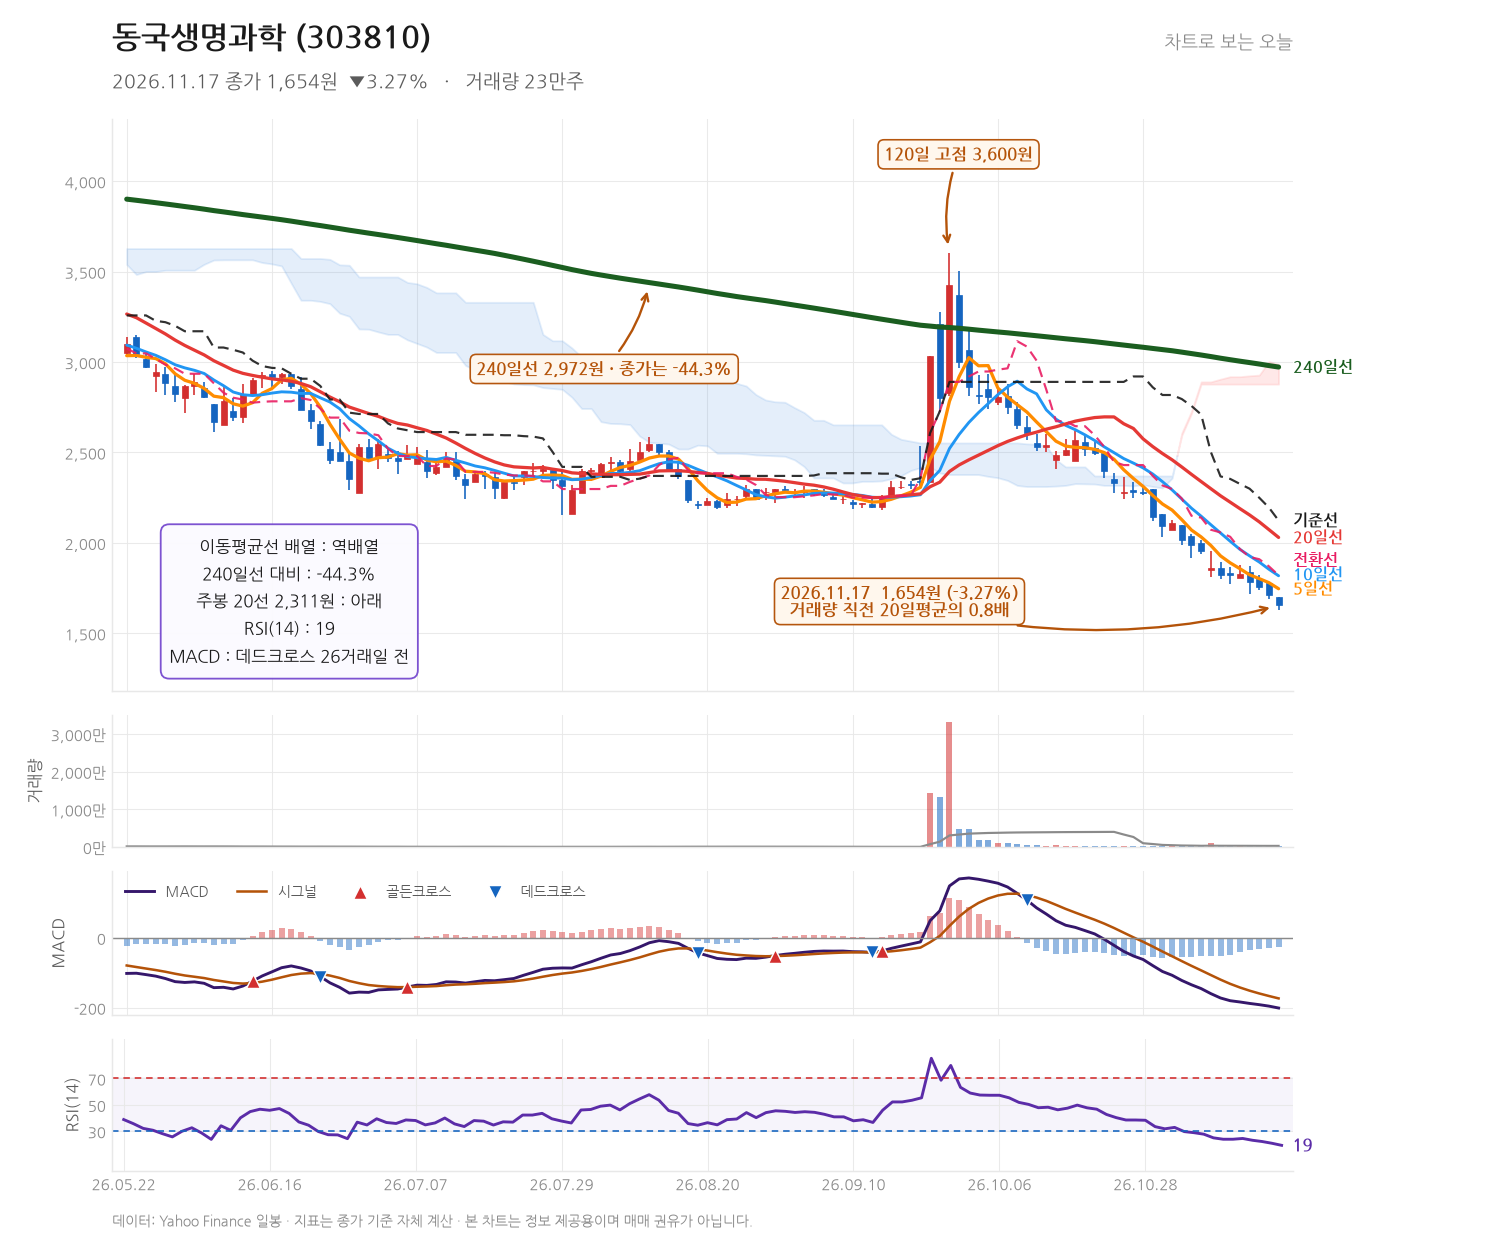 동국생명과학 (303810)
차트로 보는 오늘
2026.11.17 종가 1,654원 ▼3.27% · 거래량 23만주
120일 고점 3,600원
4,000
3,500
3,000
2,500
2,000
1,500
240일선 2,972원 · 종가는 -44.3%
240일선
기준선
20일선
전환선
10일선
5일선
이동평균선 배열 : 역배열
240일선 대비 : -44.3%
주봉 20선 2,311원 : 아래
RSI(14) : 19
MACD : 데드크로스 26거래일 전
2026.11.17 1,654원 (-3.27%)
거래량 직전 20일평균의 0.8배
거래량
3,000만
2,000만
1,000만
0만
MACD
MACD
시그널
골든크로스
데드크로스
0
-200
RSI(14)
70
50
30
19
26.05.22
26.06.16
26.07.07
26.07.29
26.08.20
26.09.10
26.10.06
26.10.28
데이터: Yahoo Finance 일봉 · 지표는 종가 기준 자체 계산 · 본 차트는 정보 제공용이며 매매 권유가 아닙니다.